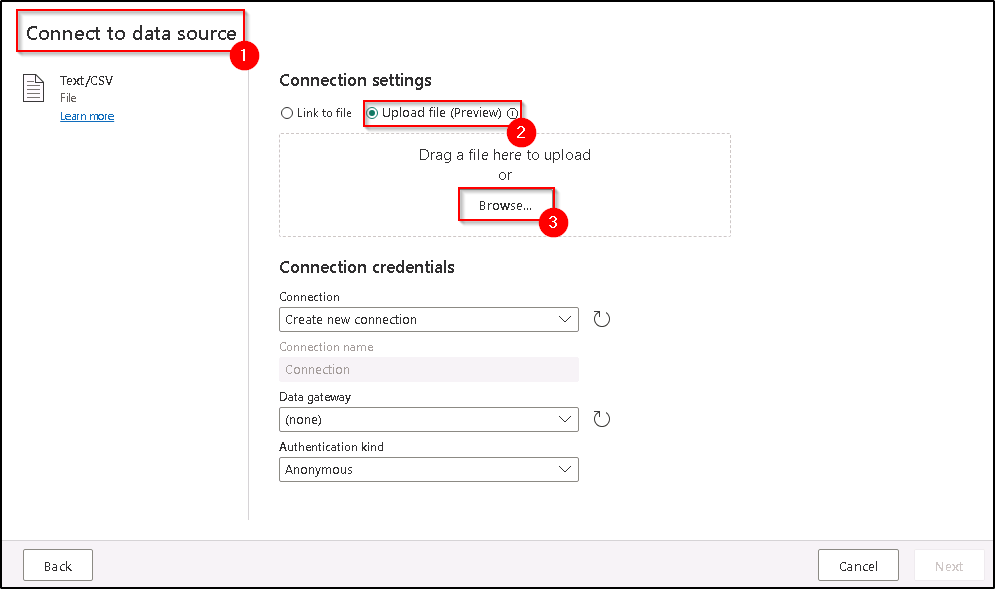 Connect to data source
1
Text/CSV
File
Learn more
Connection settings
Link to file
Upload file (Preview)
2
Drag a file here to upload
or
Browse...
3
Connection credentials
Connection
Create new connection
Connection name
Connection
Data gateway
(none)
Authentication kind
Anonymous
Back
Cancel
Next